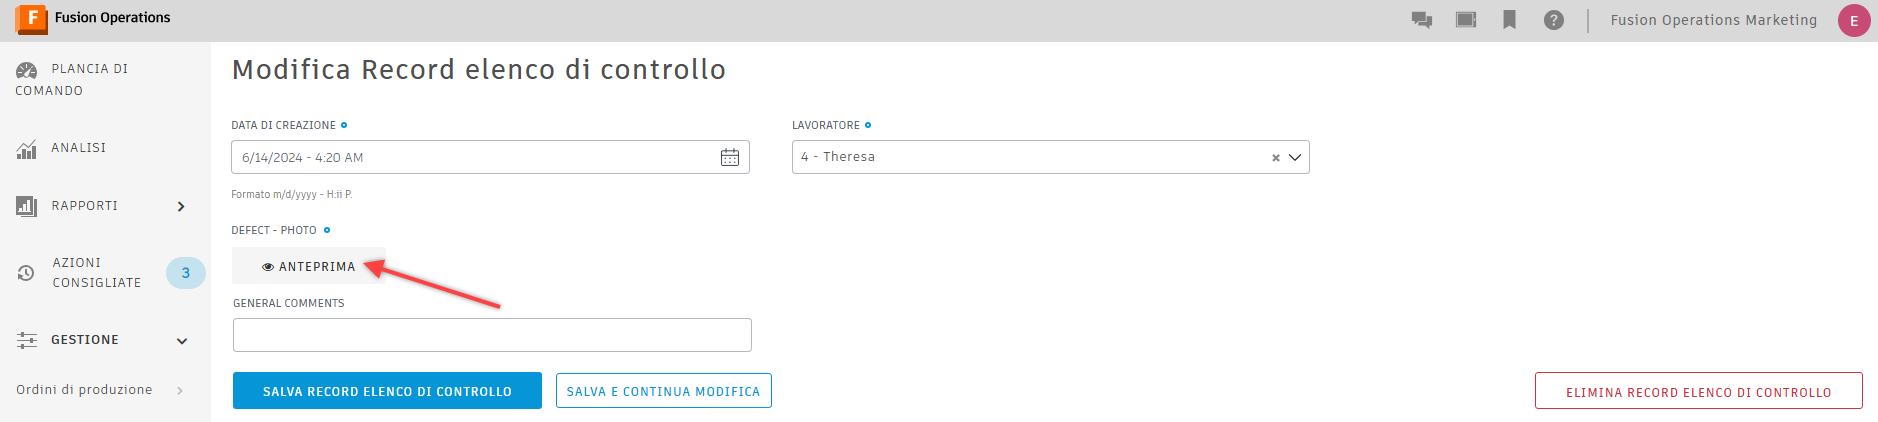 F Fusion Operations
? Fusion Operations Marketing E
PLANCIA DI
COMANDO
ANALISI
RAPPORTI
AZIONI
CONSIGLIATE
3
GESTIONE
Ordini di produzione
Modifica Record elenco di controllo
DATA DI CREAZIONE
6/14/2024 - 4:20 AM
Formato m/d/yyyy - H:ii P.
LAVORATORE
4 - Theresa
DEFECT - PHOTO
ANTEPRIMA
GENERAL COMMENTS
SALVA RECORD ELENCO DI CONTROLLO
SALVA E CONTINUA MODIFICA
ELIMINA RECORD ELENCO DI CONTROLLO